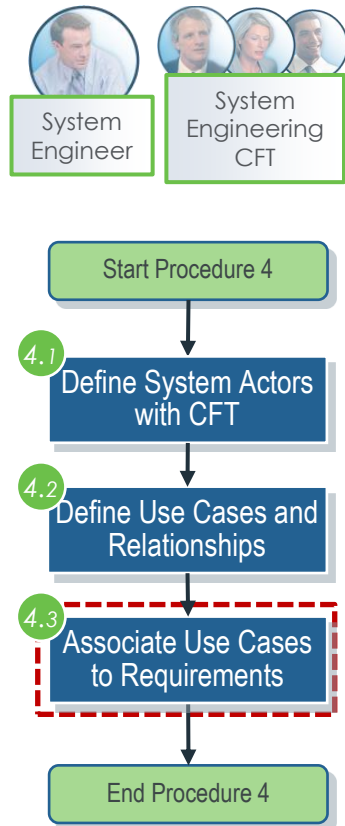 System
Engineer
System
Engineering
CFT
Start Procedure 4
4.1
Define System Actors
with CFT
4.2
Define Use Cases and
Relationships
4.3
Associate Use Cases
to Requirements
End Procedure 4